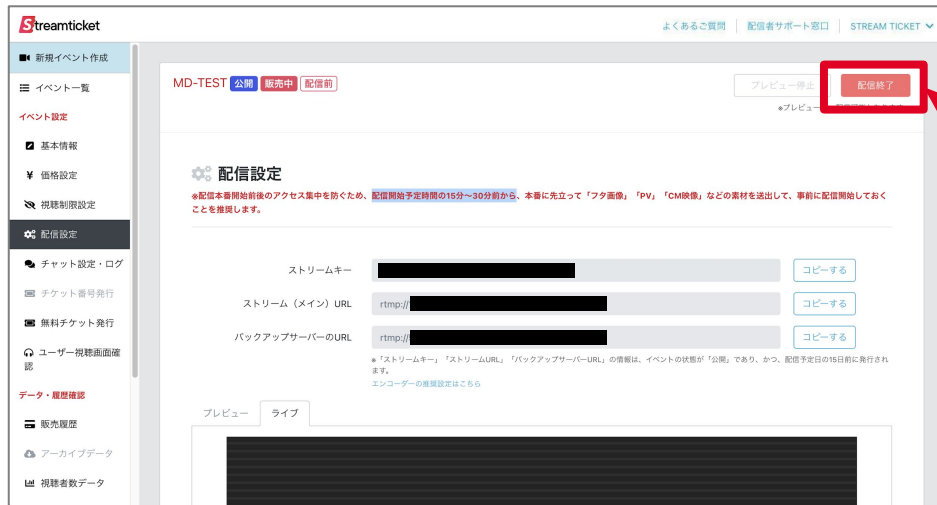 Streamticket
よくあるご質問
配信者サポート窓口
STREAM TICKET
新規イベント作成
イベント一覧
イベント設定
基本情報
価格設定
視聴制限設定
配信設定
チャット設定・ログ
チケット番号発行
無料チケット発行
ユーザー視聴画面確
認
データ・履歴確認
販売履歴
アーカイブデータ
視聴者数データ
MD-TEST 公開 販売中 配信前
プレビュー停止
配信終了
※プレビュー
配信設定
※配信本番開始前後のアクセス集中を防ぐため、配信開始予定時間の15分〜30分前から、本番に先立って「フタ画像」「PV」「CM映像」などの素材を送出して、事前に配信開始しておく
ことを推奨します。
ストリームキー
コピーする
ストリーム（メイン）URL
rtmp://
コピーする
バックアップサーバーのURL
rtmp://
コピーする
※「ストリームキー」「ストリームURL」「バックアップサーバーURL」の情報は、イベントの状態が「公開」であり、かつ、配信予定日の15日前に発行され
ます。
エンコーダーの推奨設定はこちら
プレビュー
ライブ